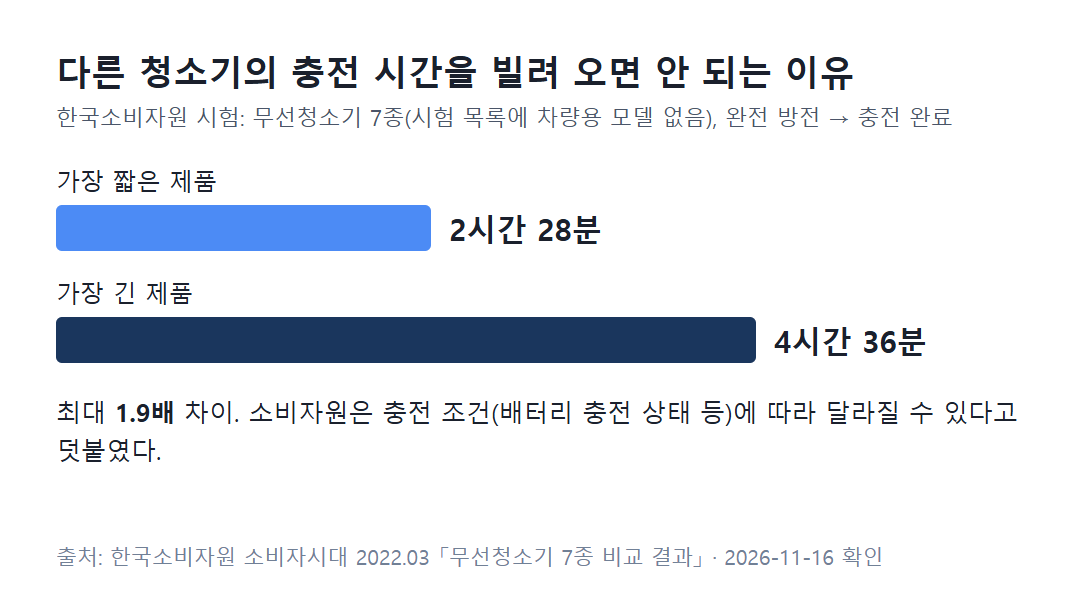 다른 청소기의 충전 시간을 빌려 오면 안 되는 이유
한국소비자원 시험: 무선청소기 7종(시험 목록에 차량용 모델 없음), 완전 방전 → 충전 완료
가장 짧은 제품
2시간 28분
가장 긴 제품
4시간 36분
최대 1.9배 차이. 소비자원은 충전 조건(배터리 충전 상태 등)에 따라 달라질 수 있다고
덧붙였다.
출처: 한국소비자원 소비자시대 2022.03 「무선청소기 7종 비교 결과」 · 2026-11-16 확인